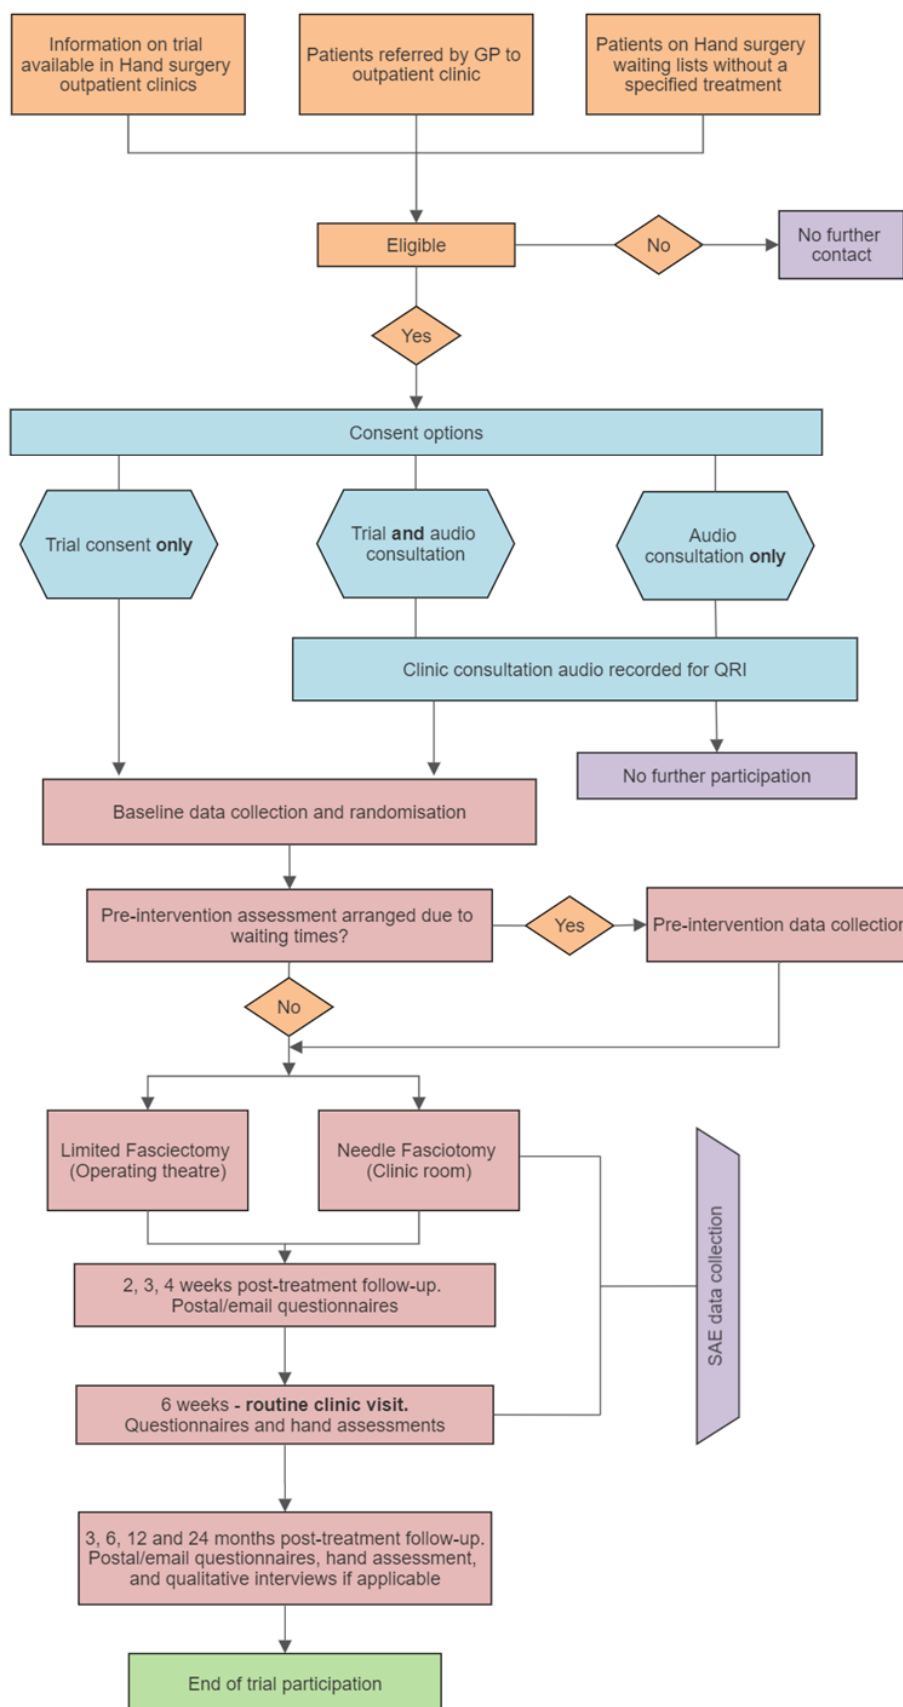 Information on trial
available in Hand surgery
outpatient clinics
Patients referred by GP to
outpatient clinic
Patients on Hand surgery
waiting lists without a
specified treatment
Eligible
No
No further
contact
Yes
Consent options
Trial consent only
Trial and audio
consultation
Audio
consultation only
Clinic consultation audio recorded for QRI
No further participation
Baseline data collection and randomisation
Pre-intervention assessment arranged due to
waiting times?
Yes
Pre-intervention data collection
No
Limited Fasciectomy
(Operating theatre)
Needle Fasciotomy
(Clinic room)
SAE data collection
2, 3, 4 weeks post-treatment follow-up.
Postal/email questionnaires
6 weeks - routine clinic visit.
Questionnaires and hand assessments
3, 6, 12 and 24 months post-treatment follow-up.
Postal/email questionnaires, hand assessment,
and qualitative interviews if applicable
End of trial participation